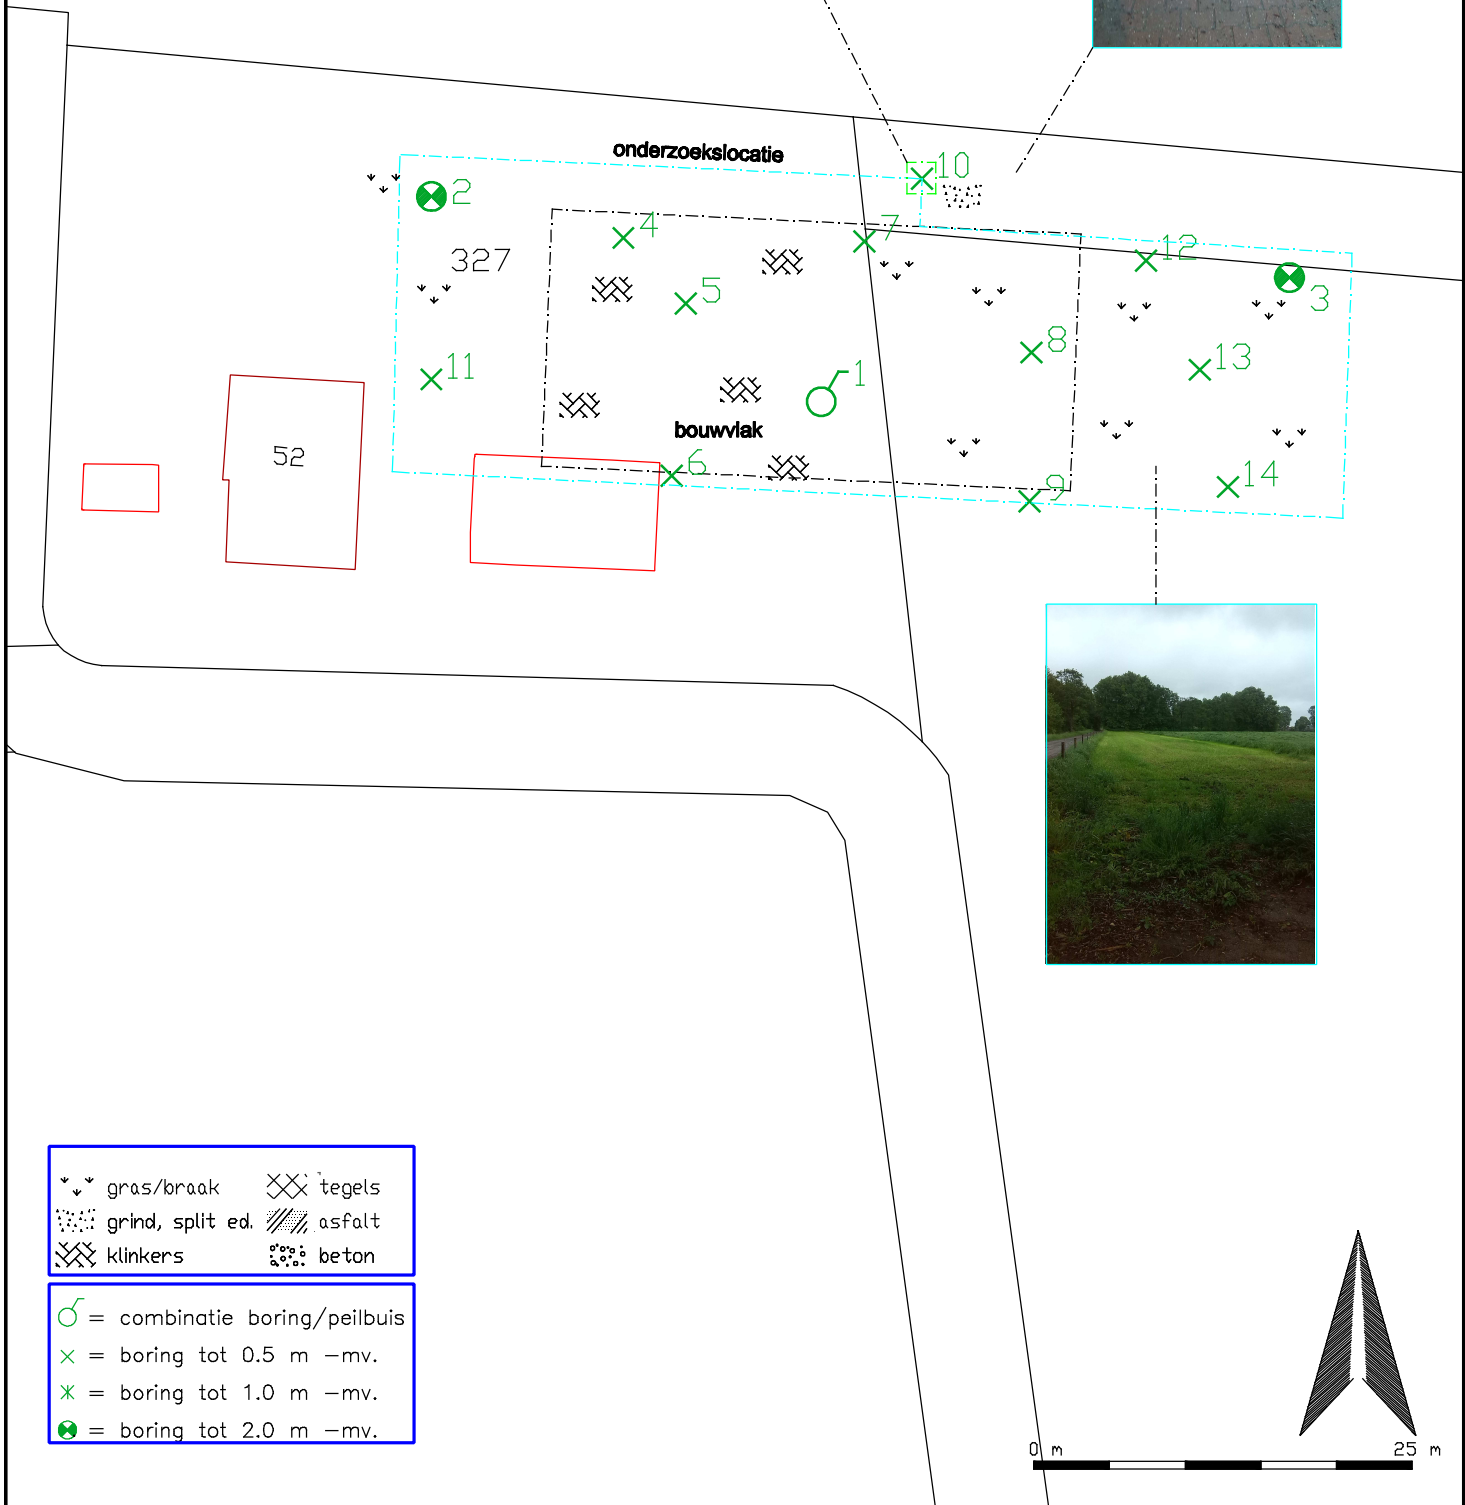 onderzoekslocatie
10
2
4
7
12
327
5
3
8
13
11
1
bouwvlak
52
6
9
14
gras/braak
tegels
grind, split ed.
asfalt
klinkers
beton
= combinatie boring/peilbuis
= boring tot 0.5 m -mv.
= boring tot 1.0 m -mv.
= boring tot 2.0 m -mv.
0 m
25 m